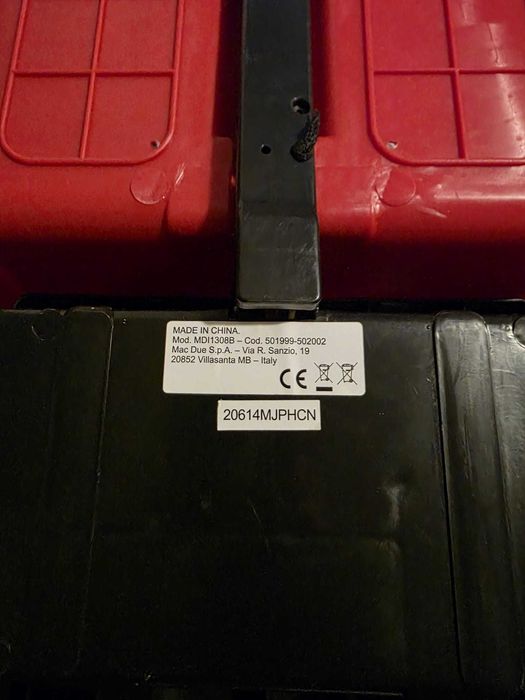 MADE IN CHINA.
Mod. MDI1308B – Cod. 501999-502002
Mac Due S.p.A. – Via R. Sanzio, 19
20852 Villasanta MB – Italy
CE
20614MJPHCN